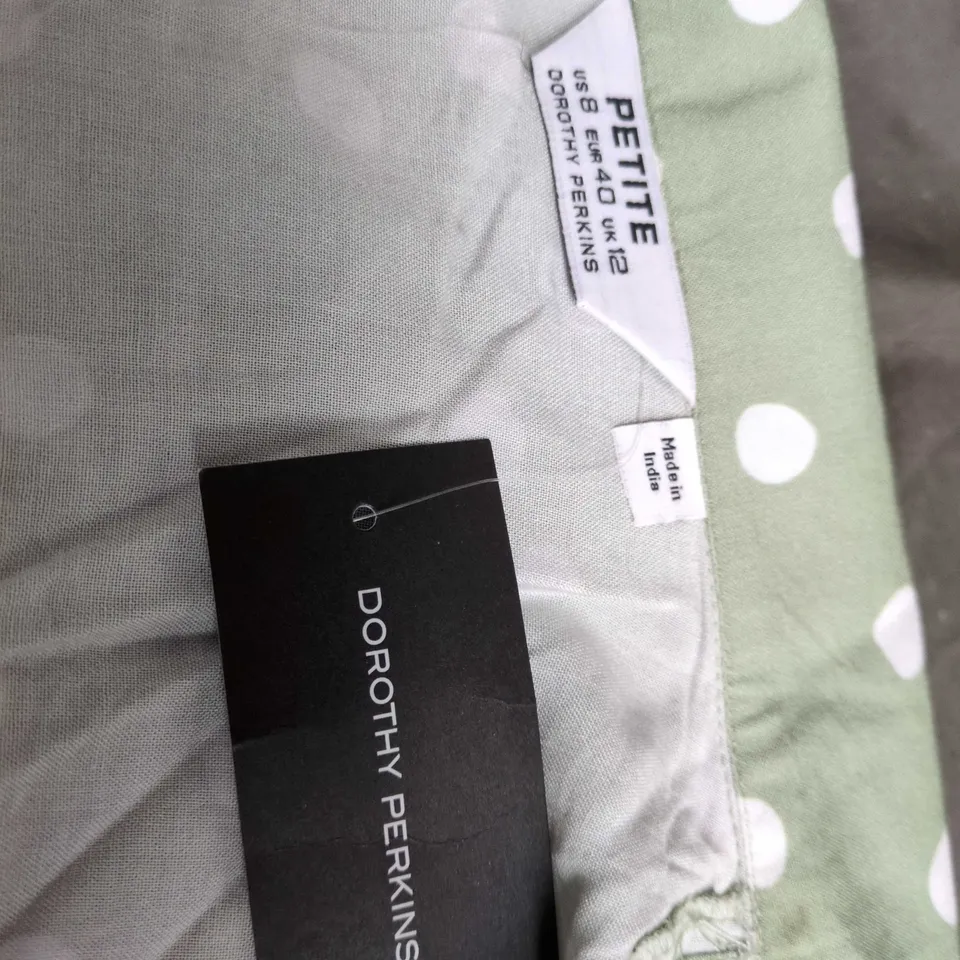 PETITE
US 8 EUR 40 UK 12
DOROTHY PERKINS
Made in
India
DOROTHY PERKINS